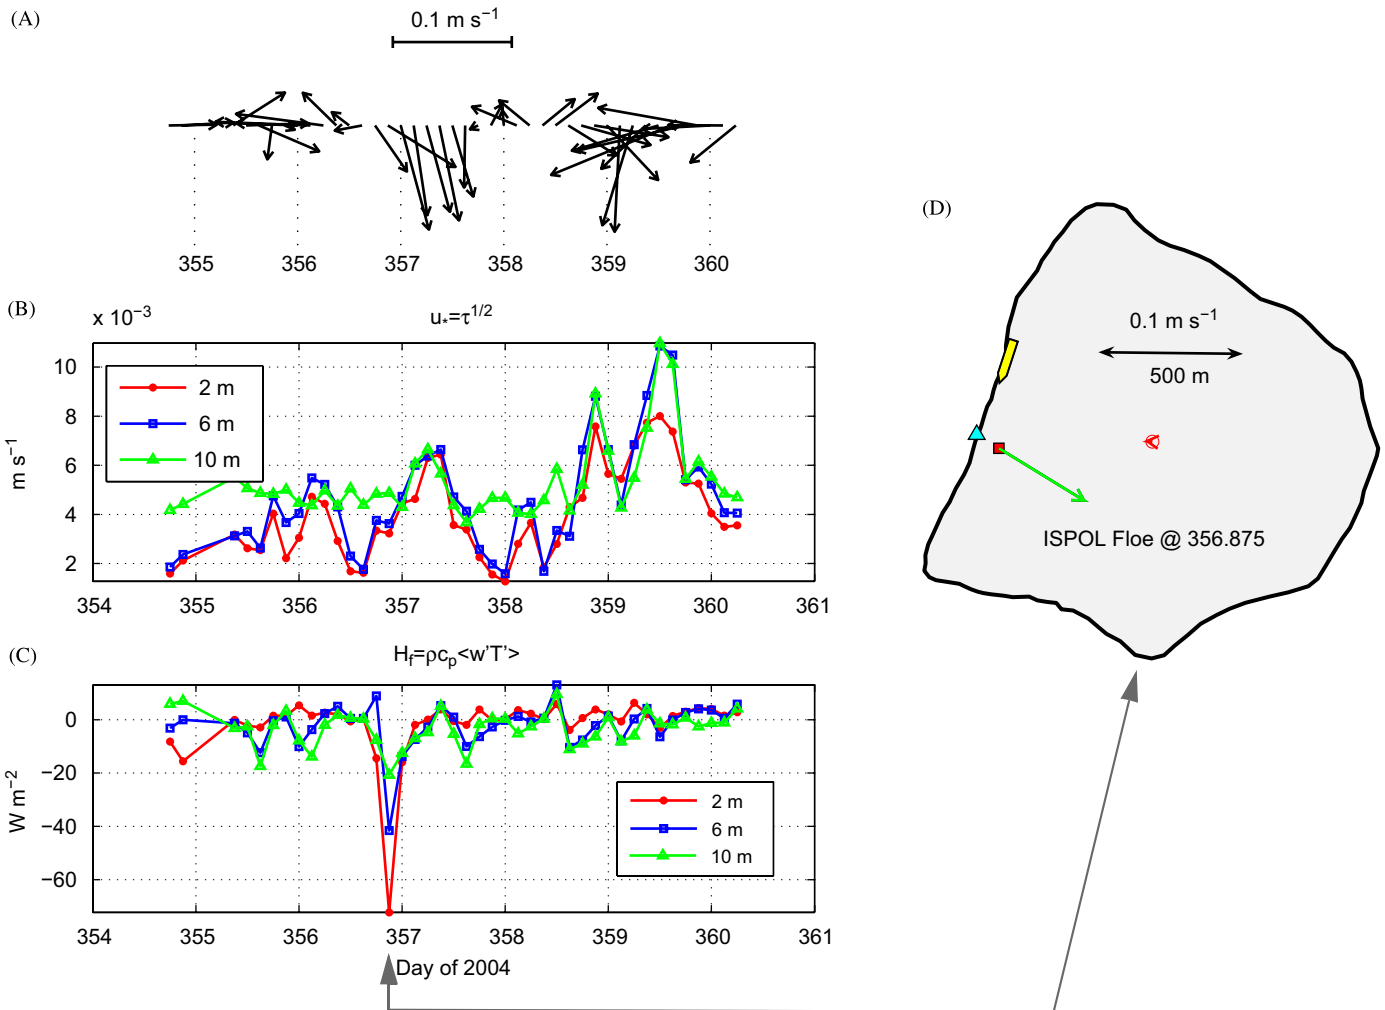 (A)
0.1 m s⁻¹
355 356 357 358 359 360
(B)
x 10⁻³
u*=τ^1/2
m s⁻¹
10
8
6
4
2
2 m
6 m
10 m
354 355 356 357 358 359 360 361
(C)
H_f=ρc_p<w'T'>
W m⁻²
0
−20
−40
−60
2 m
6 m
10 m
354 355 356 357 358 359 360 361
Day of 2004
(D)
0.1 m s⁻¹
500 m
ISPOL Floe @ 356.875